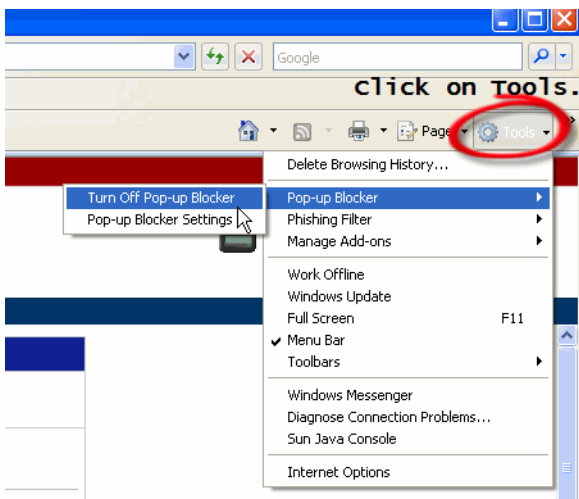 Google
Click on Tools.
Page
Tools
Delete Browsing History...
Turn Off Pop-up Blocker
Pop-up Blocker
Pop-up Blocker Settings
Phishing Filter
Manage Add-ons
Work Offline
Windows Update
Full Screen F11
Menu Bar
Toolbars
Windows Messenger
Diagnose Connection Problems...
Sun Java Console
Internet Options